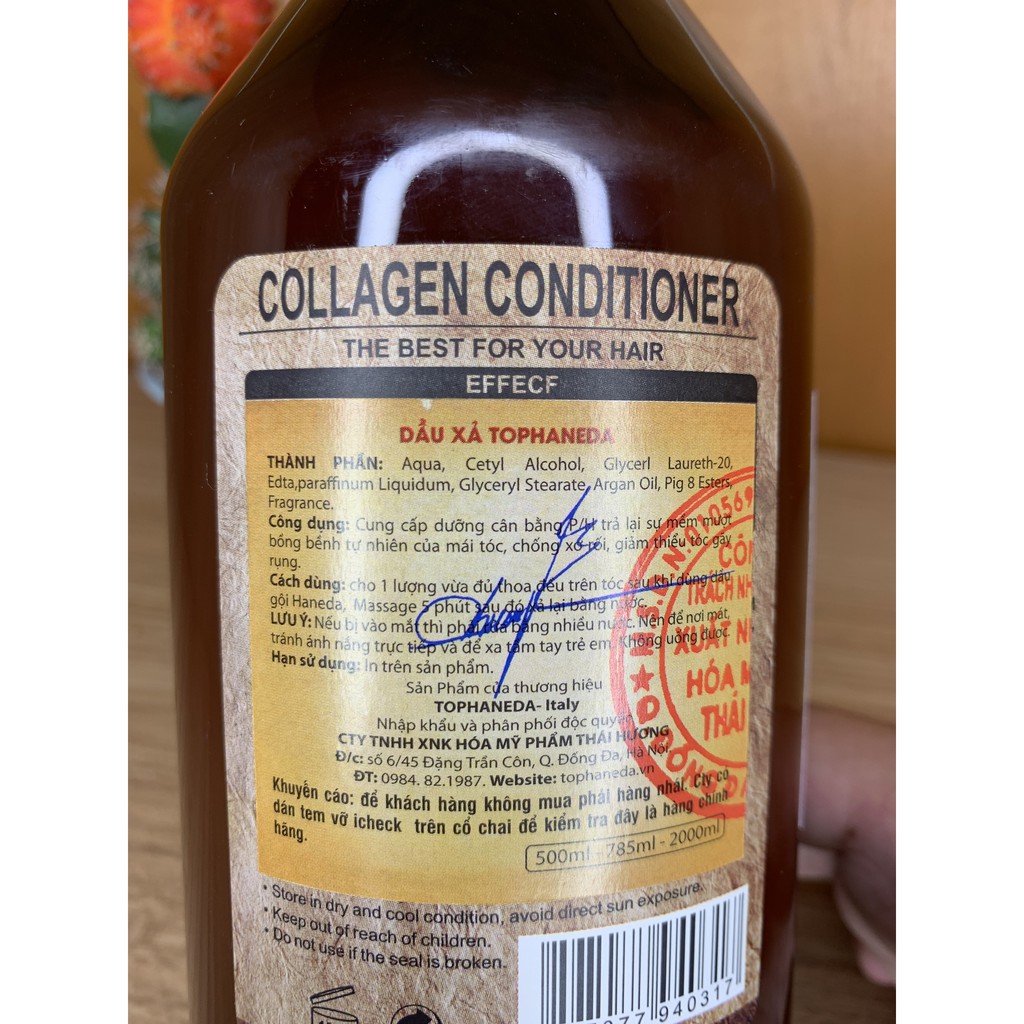 COLLAGEN CONDITIONER
THE BEST FOR YOUR HAIR
EFFECF
DẦU XẢ TOPHANEDA
THÀNH PHẦN: Aqua, Cetyl Alcohol, Glycerl Laureth-20,
Edta,paraffinum Liquidum, Glyceryl Stearate, Argan Oil, Pig 8 Esters,
Fragrance.
Công dụng: Cung cấp dưỡng cân bằng P/H trả lại sự mềm mượt
bóng bềnh tự nhiên của mái tóc, chống xơ rối, giảm thiểu tóc gãy
rụng.
Cách dùng: cho 1 lượng vừa đủ thoa đều trên tóc sau khi dùng dầu
gội Haneda, Massage 5 phút sau đó xả lại bằng nước.
LƯU Ý: Nếu bị vào mắt thì phải rửa bằng nhiều nước. Nên để nơi mát,
tránh ánh nắng trực tiếp và để xa tầm tay trẻ em. Không uống được.
Hạn sử dụng: In trên sản phẩm.
Sản Phẩm của thương hiệu
TOPHANEDA- Italy
Nhập khẩu và phân phối độc quyền
CTY TNHH XNK HÓA MỸ PHẨM THÁI HƯƠNG
Đ/c: số 6/45 Đặng Trần Côn, Q. Đống Đa, Hà Nội.
ĐT: 0984. 82.1987. Website: tophaneda.vn
Khuyến cáo: để khách hàng không mua phải hàng nhái. Cty có
dán tem vỡ icheck trên cổ chai để kiểm tra đây là hàng chính
hãng.
500ml - 785ml - 2000ml
M.S.D.N:010569
CÔN
TRÁCH NH
XUẤT N
HÓA M
THÁI
• Store in dry and cool condition, avoid direct sun exposure.
• Keep out of reach of children.
• Do not use if the seal is broken.
940317